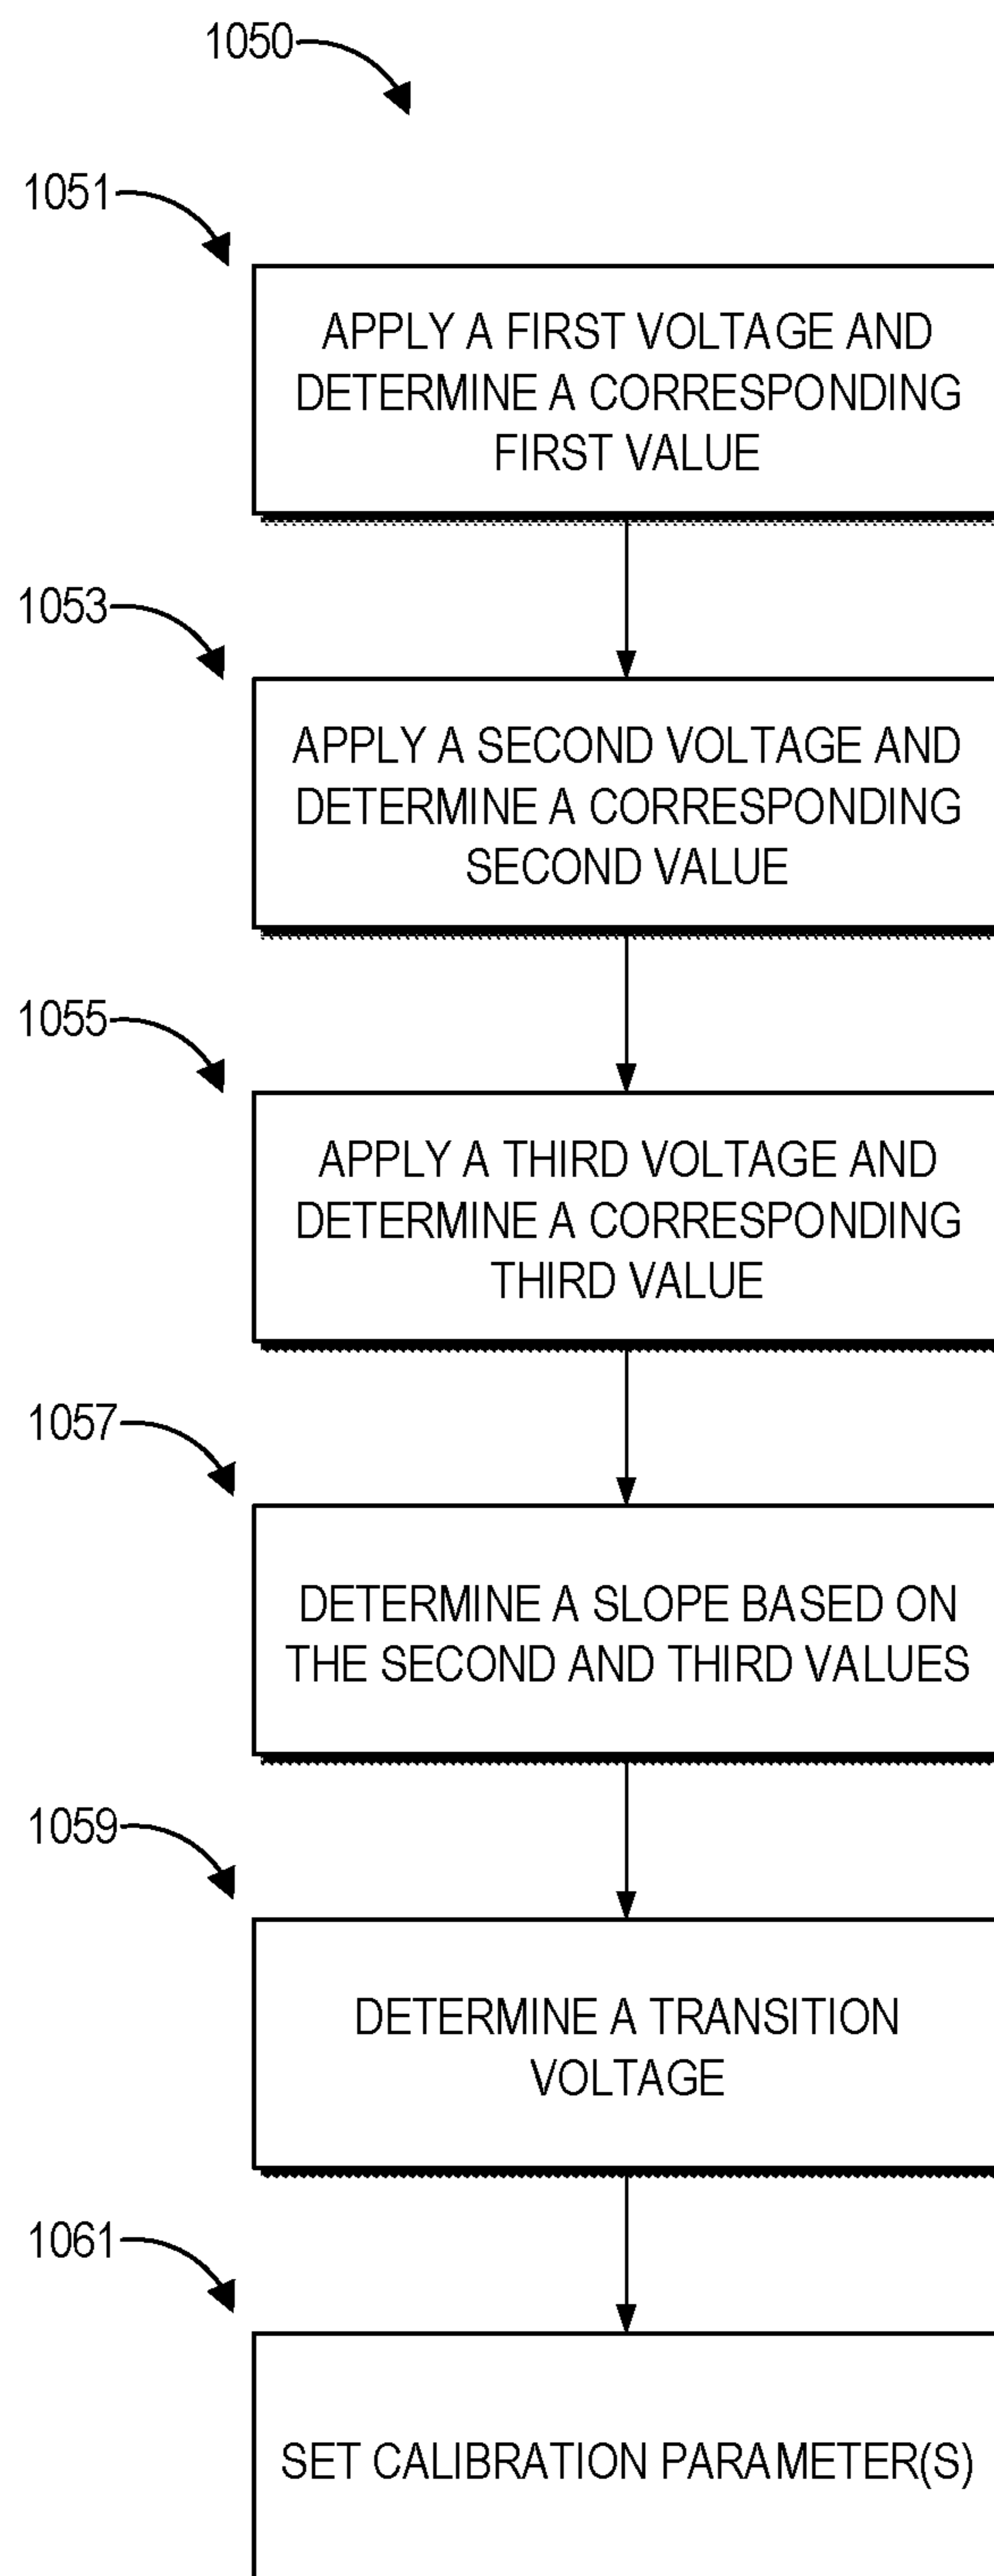 1050
1051
APPLY A FIRST VOLTAGE AND
DETERMINE A CORRESPONDING
FIRST VALUE
1053
APPLY A SECOND VOLTAGE AND
DETERMINE A CORRESPONDING
SECOND VALUE
1055
APPLY A THIRD VOLTAGE AND
DETERMINE A CORRESPONDING
THIRD VALUE
1057
DETERMINE A SLOPE BASED ON
THE SECOND AND THIRD VALUES
1059
DETERMINE A TRANSITION
VOLTAGE
1061
SET CALIBRATION PARAMETER(S)